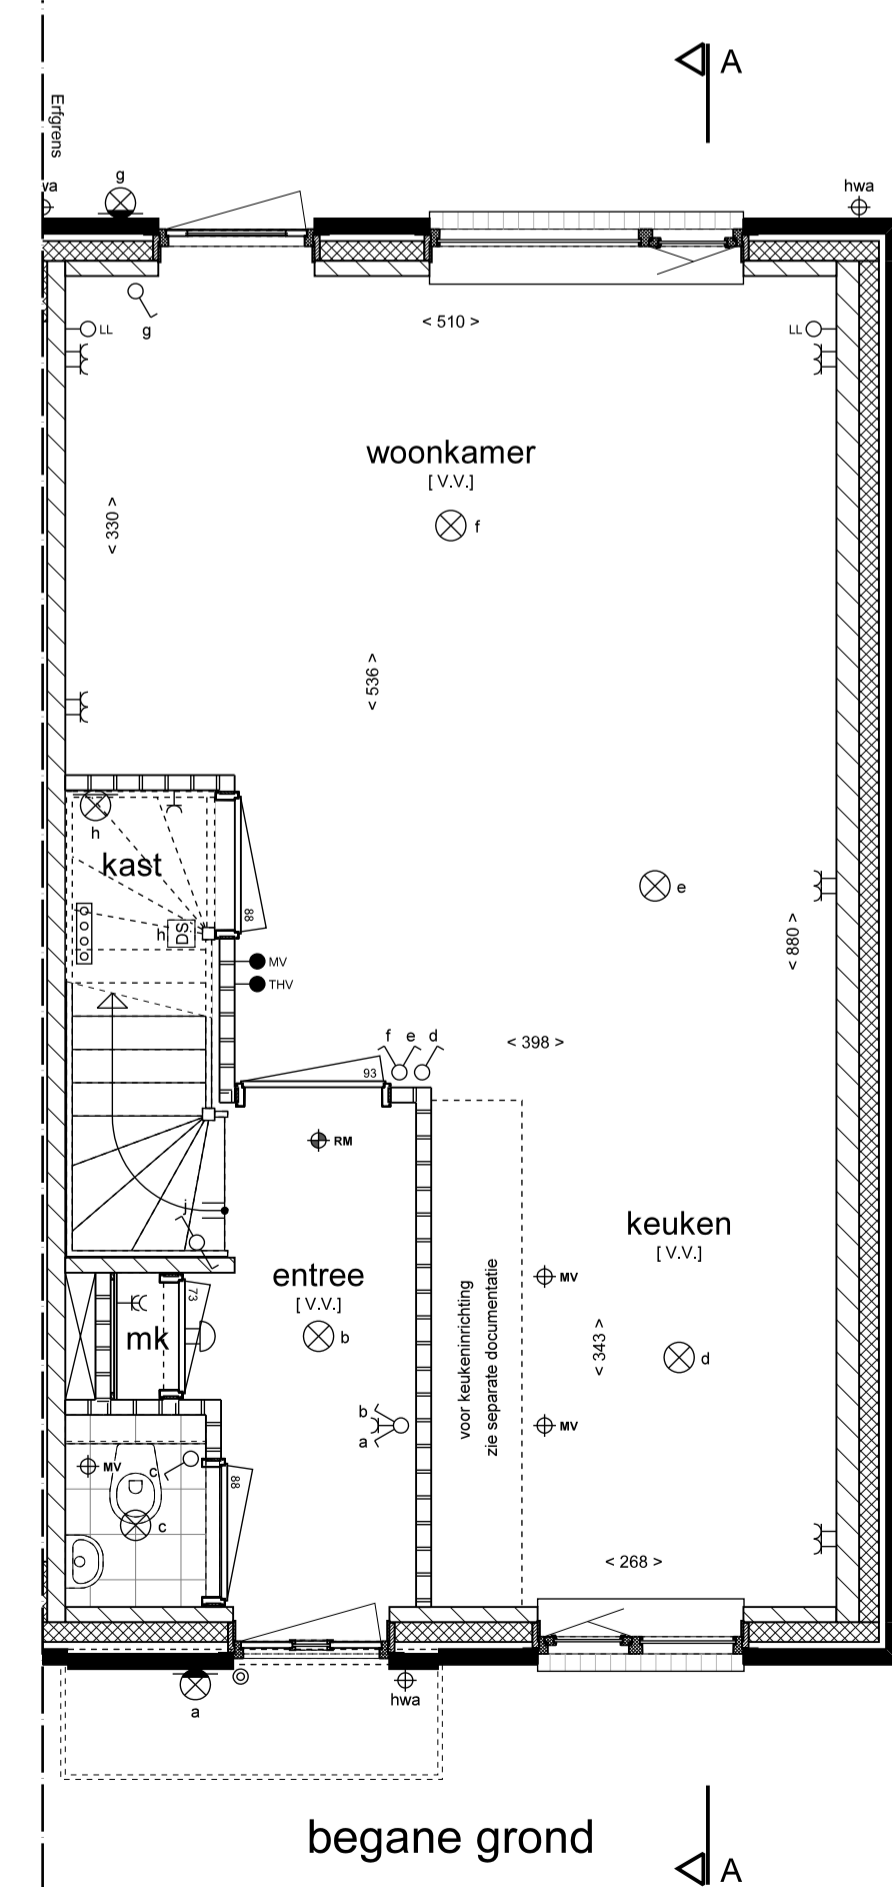 A
Erfgrens
g
wa
hwa
g
LL
LL
< 510 >
woonkamer
[ V.V.]
f
< 330 >
< 536 >
h
kast
88
e
h
DS
MV
THV
< 880 >
f e d
< 398 >
93
RM
j
keuken
[ V.V.]
entree
[ V.V.]
b
MV
73
mk
voor keukeninrichting
zie separate documentatie
< 343 >
d
b
a
MV
MV
c
88
c
< 268 >
a
hwa
begane grond
A